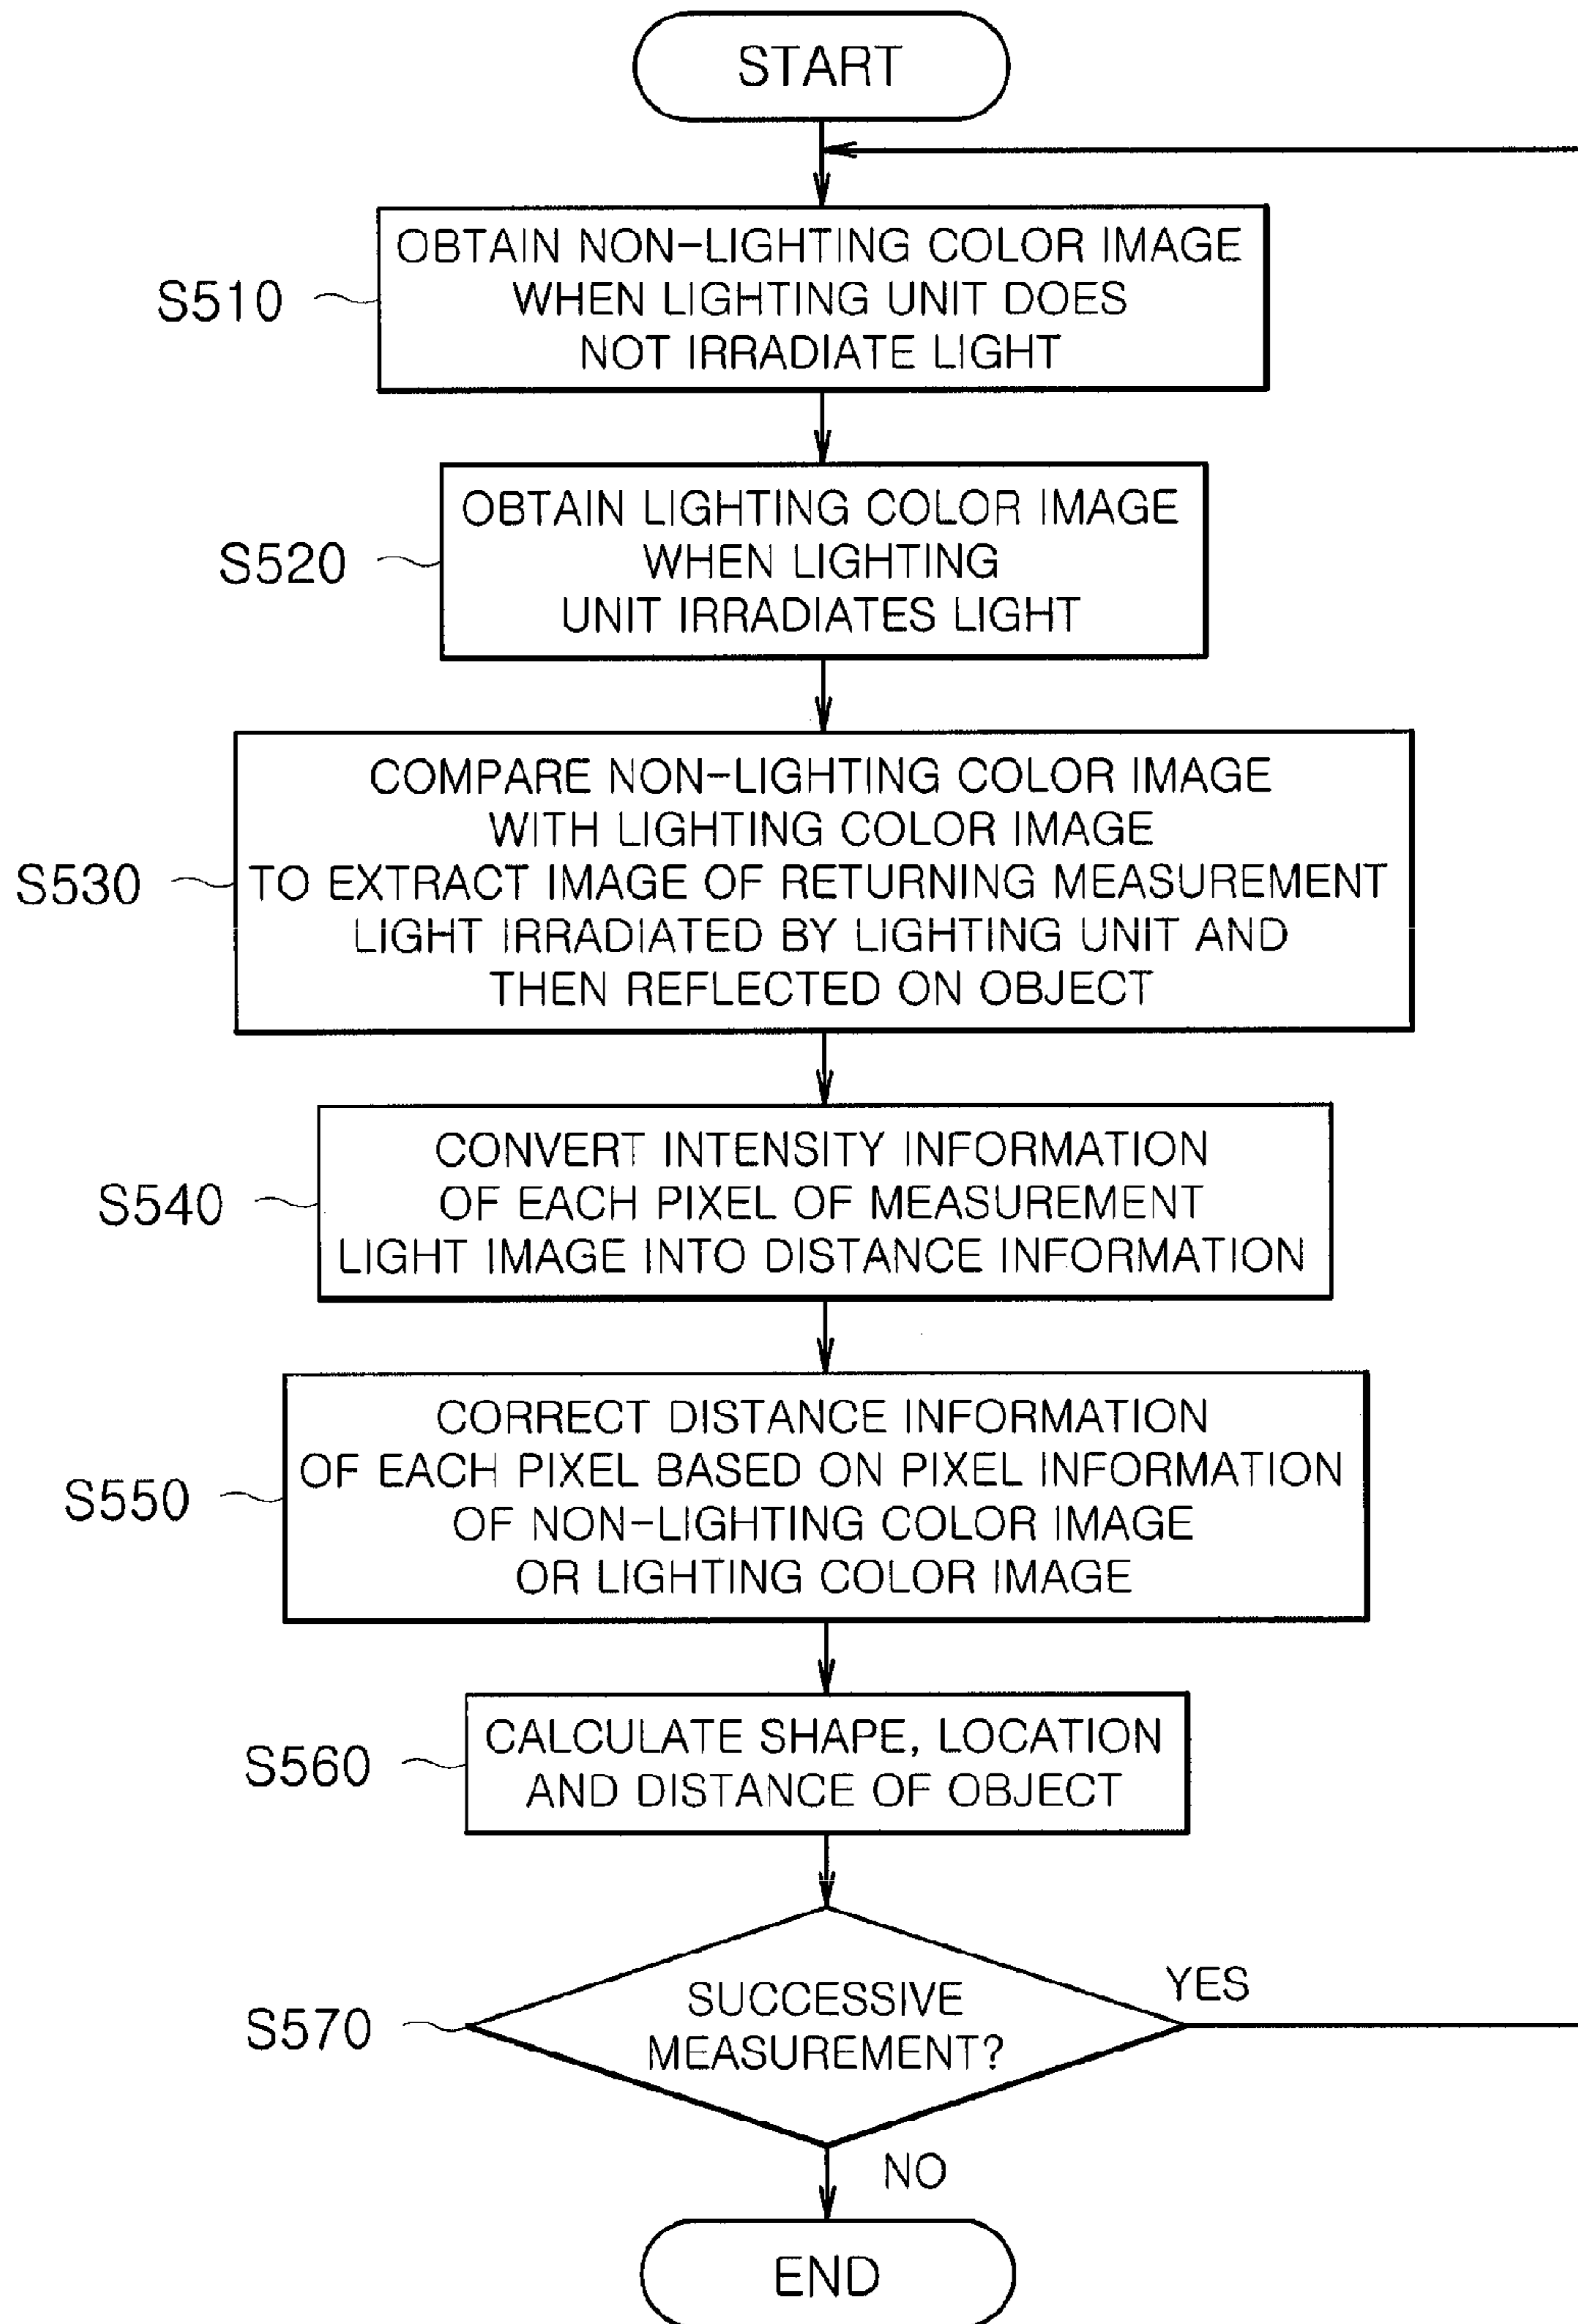 START
OBTAIN NON-LIGHTING COLOR IMAGE
WHEN LIGHTING UNIT DOES
NOT IRRADIATE LIGHT
S510
OBTAIN LIGHTING COLOR IMAGE
WHEN LIGHTING
UNIT IRRADIATES LIGHT
S520
COMPARE NON-LIGHTING COLOR IMAGE
WITH LIGHTING COLOR IMAGE
TO EXTRACT IMAGE OF RETURNING MEASUREMENT
LIGHT IRRADIATED BY LIGHTING UNIT AND
THEN REFLECTED ON OBJECT
S530
CONVERT INTENSITY INFORMATION
OF EACH PIXEL OF MEASUREMENT
LIGHT IMAGE INTO DISTANCE INFORMATION
S540
CORRECT DISTANCE INFORMATION
OF EACH PIXEL BASED ON PIXEL INFORMATION
OF NON-LIGHTING COLOR IMAGE
OR LIGHTING COLOR IMAGE
S550
CALCULATE SHAPE, LOCATION
AND DISTANCE OF OBJECT
S560
SUCCESSIVE
MEASUREMENT?
S570
YES
NO
END